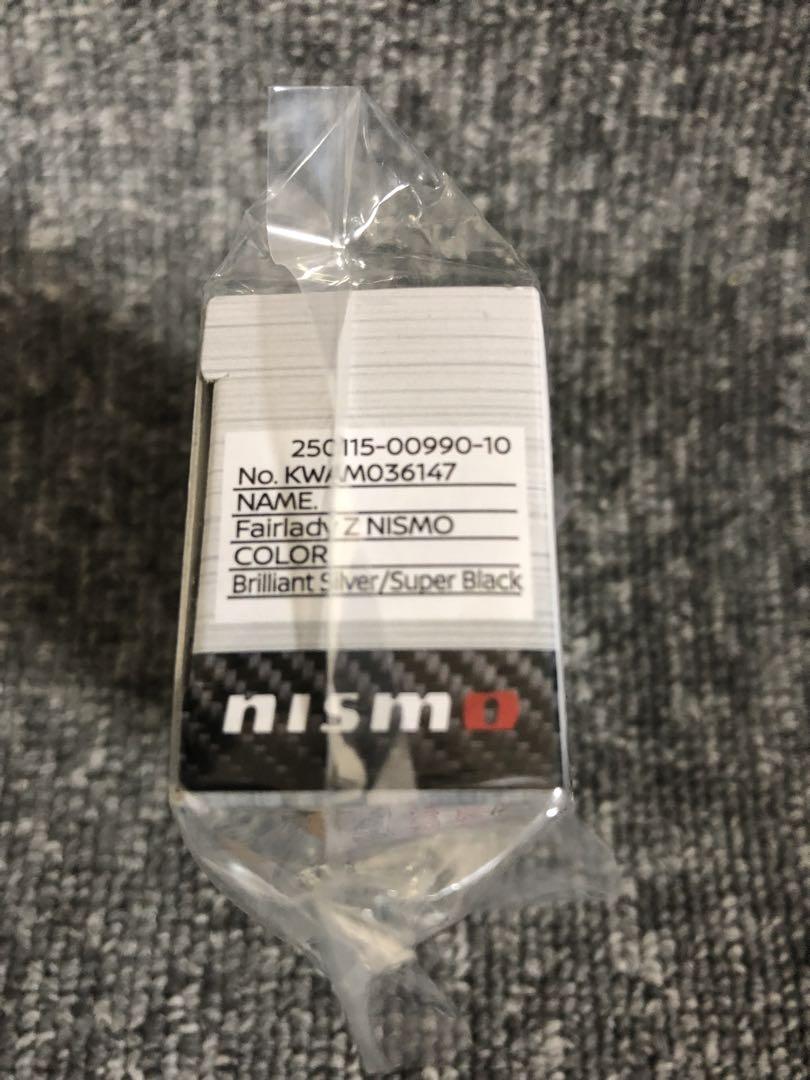 250115-00990-10
No. KWAM036147
NAME.
Fairlady Z NISMO
COLOR
Brilliant Silver/Super Black
nismo